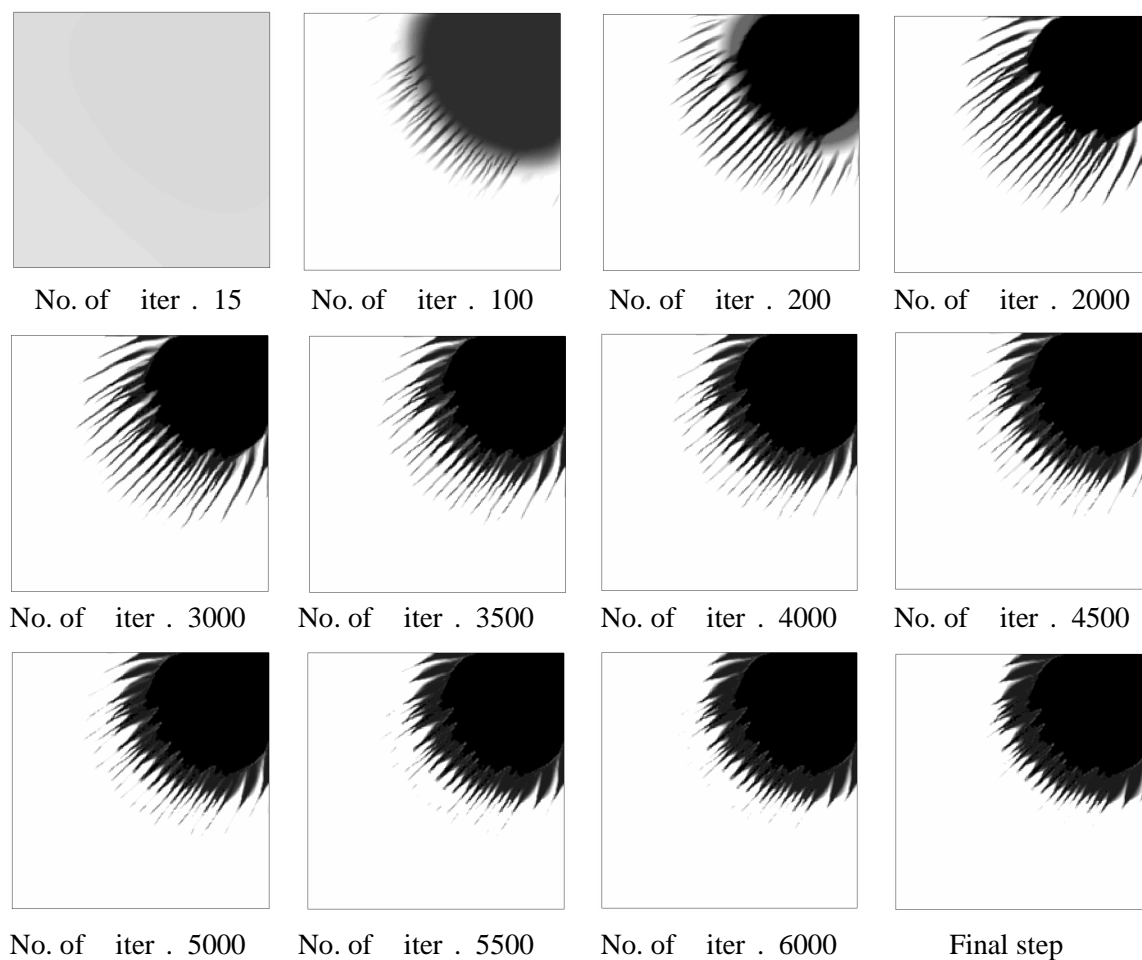 No. of iter . 15
No. of iter . 100
No. of iter . 200
No. of iter . 2000
No. of iter . 3000
No. of iter . 3500
No. of iter . 4000
No. of iter . 4500
No. of iter . 5000
No. of iter . 5500
No. of iter . 6000
Final step